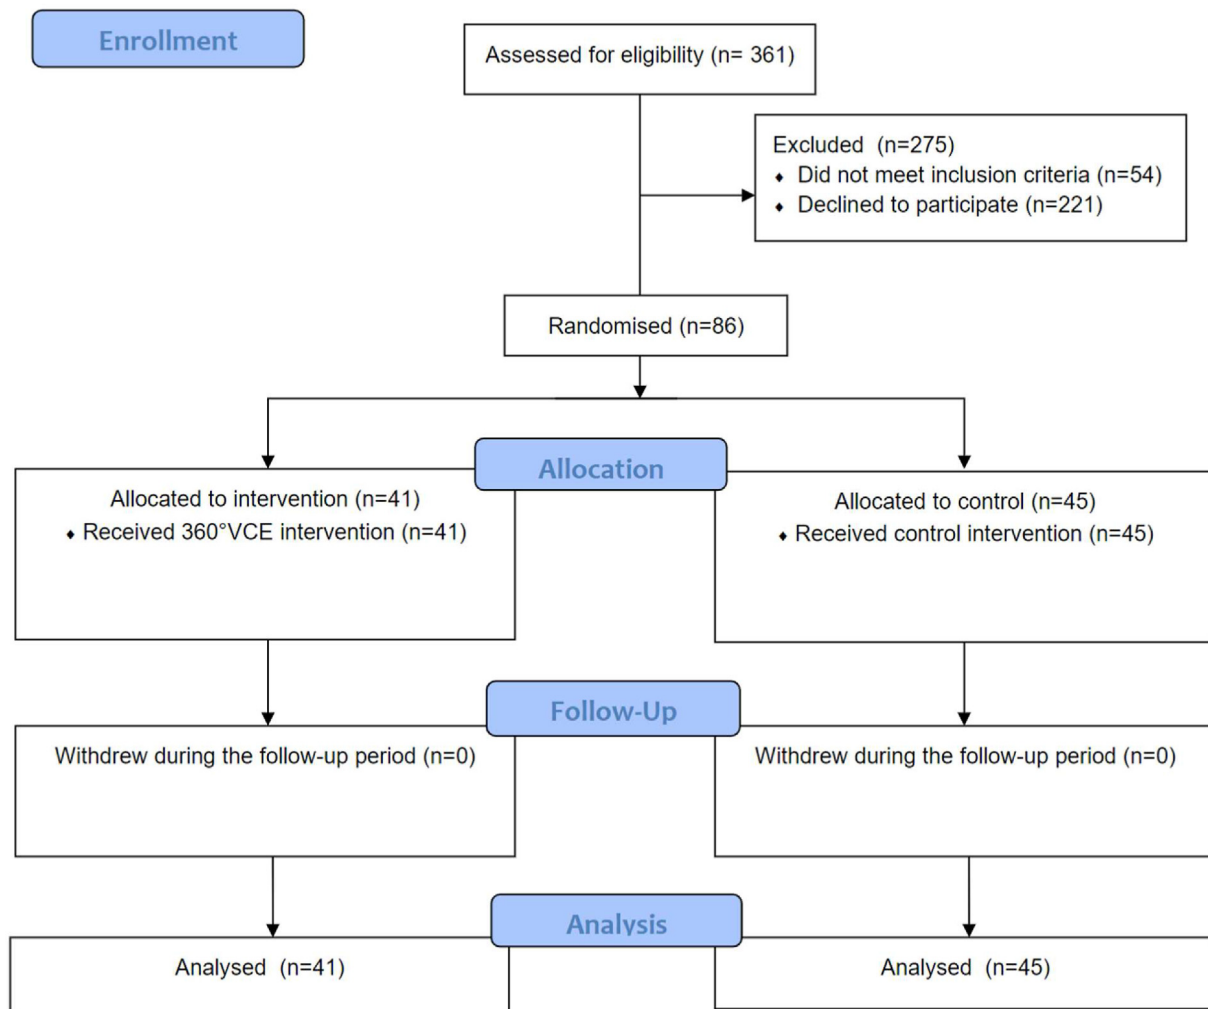 Enrollment
Assessed for eligibility (n= 361)
Excluded (n=275)
⬧ Did not meet inclusion criteria (n=54)
⬧ Declined to participate (n=221)
Randomised (n=86)
Allocation
Allocated to intervention (n=41)
⬧ Received 360°VCE intervention (n=41)
Allocated to control (n=45)
⬧ Received control intervention (n=45)
Follow-Up
Withdrew during the follow-up period (n=0)
Withdrew during the follow-up period (n=0)
Analysis
Analysed (n=41)
Analysed (n=45)